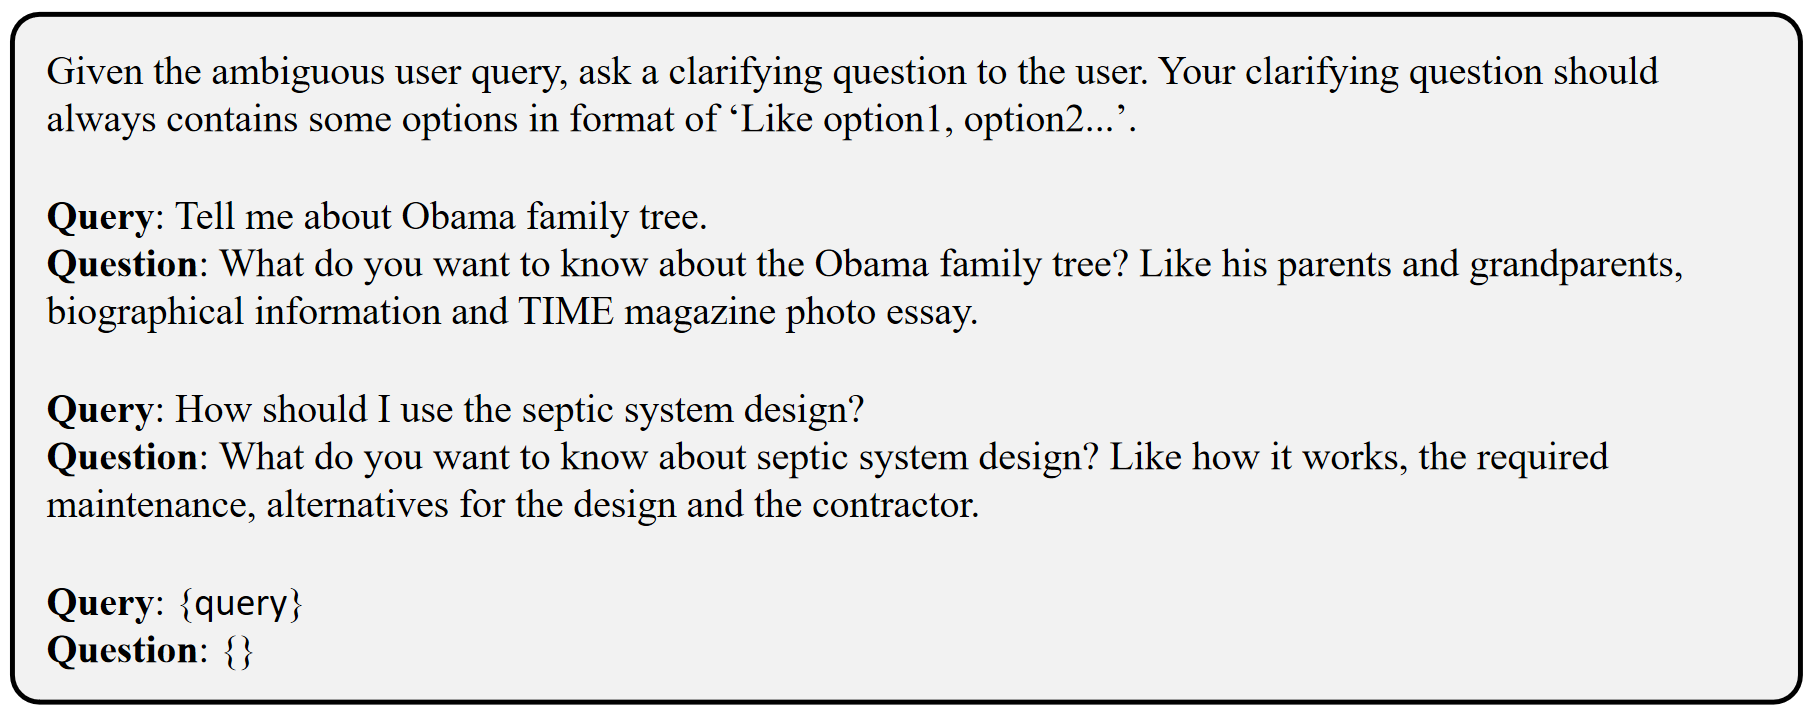 Given the ambiguous user query, ask a clarifying question to the user. Your clarifying question should
always contains some options in format of ‘Like option1, option2...’.
Query: Tell me about Obama family tree.
Question: What do you want to know about the Obama family tree? Like his parents and grandparents,
biographical information and TIME magazine photo essay.
Query: How should I use the septic system design?
Question: What do you want to know about septic system design? Like how it works, the required
maintenance, alternatives for the design and the contractor.
Query: {query}
Question: {}